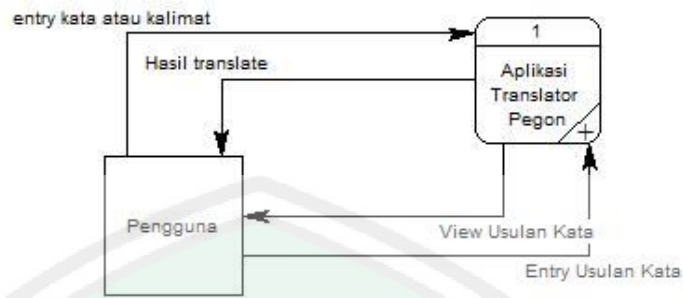 entry kata atau kalimat
1
Hasil translate
Aplikasi
Translator
Pegon
+
Pengguna
View Usulan Kata
Entry Usulan Kata